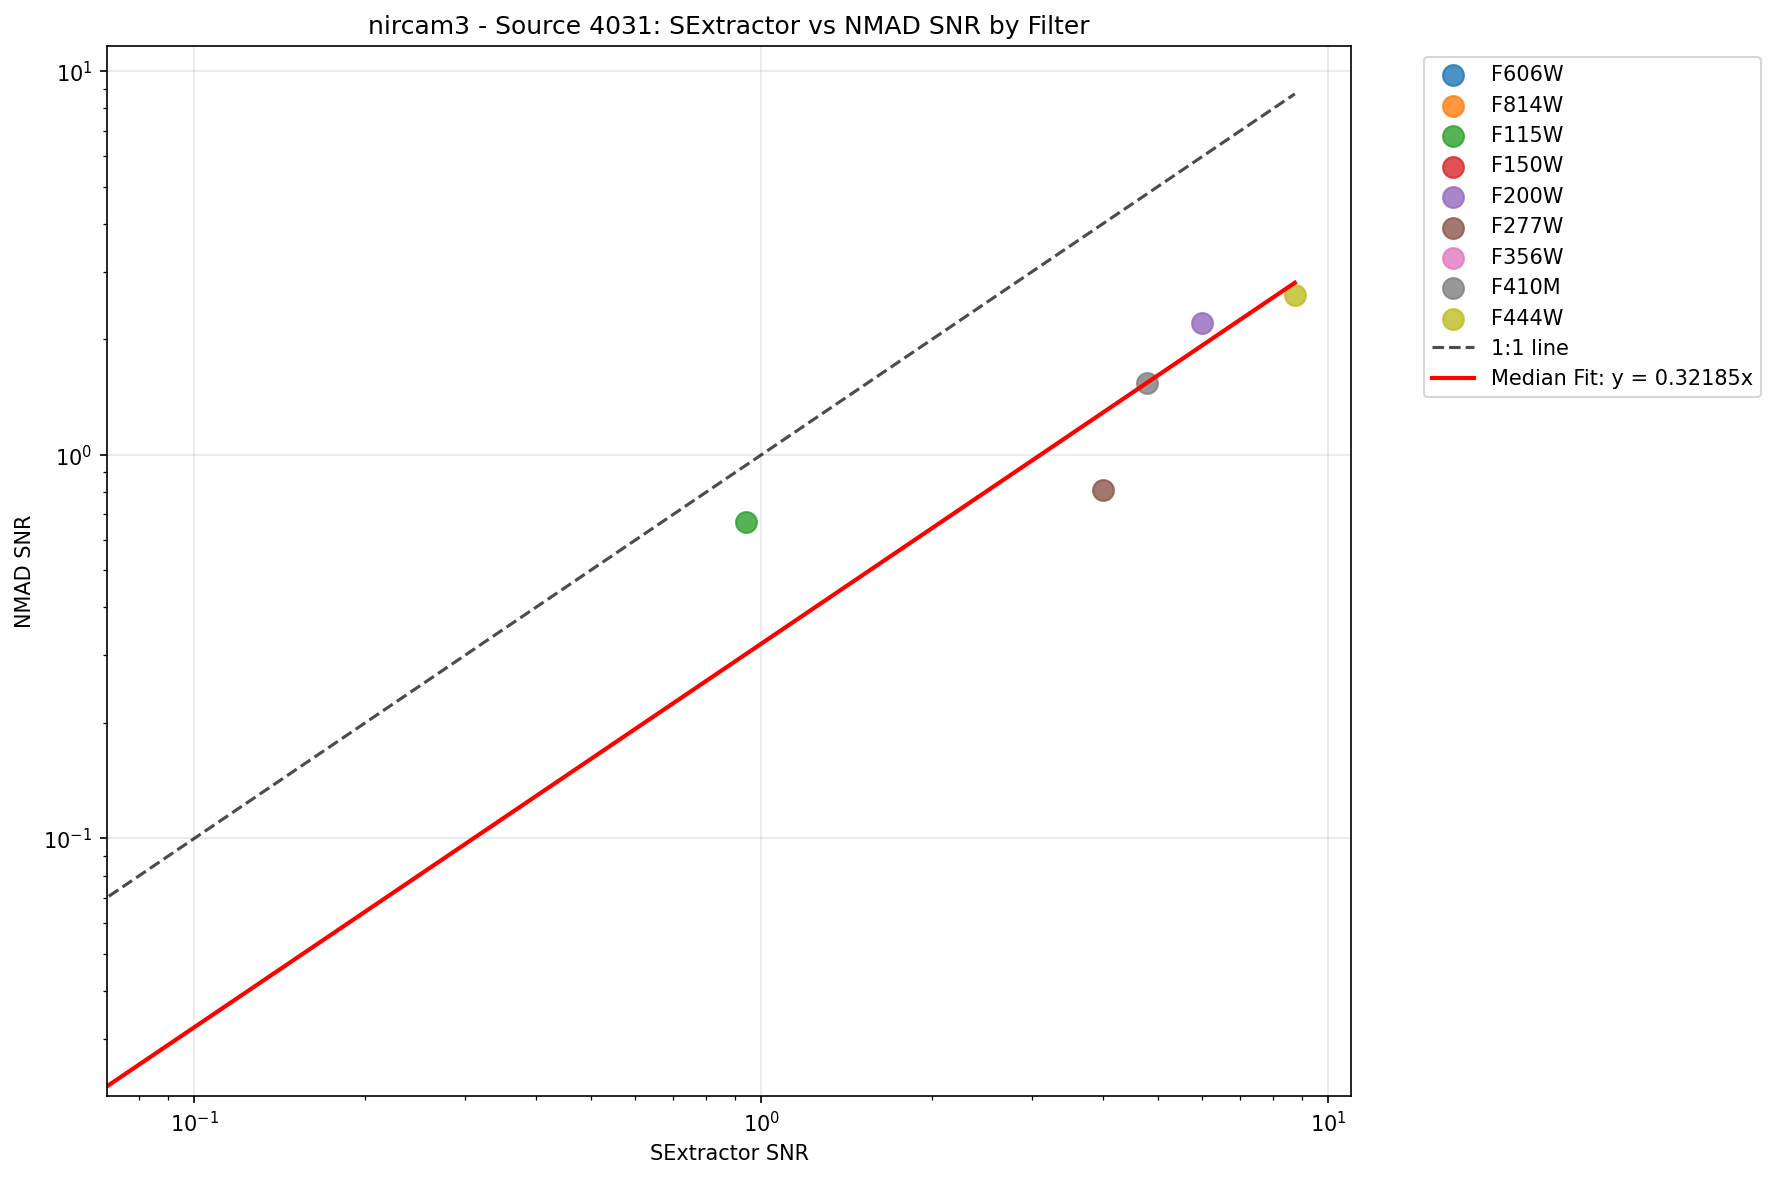 nircam3 - Source 4031: SExtractor vs NMAD SNR by Filter
10¹
10⁰
10⁻¹
NMAD SNR
10⁻¹
10⁰
10¹
SExtractor SNR
F606W
F814W
F115W
F150W
F200W
F277W
F356W
F410M
F444W
1:1 line
Median Fit: y = 0.32185x